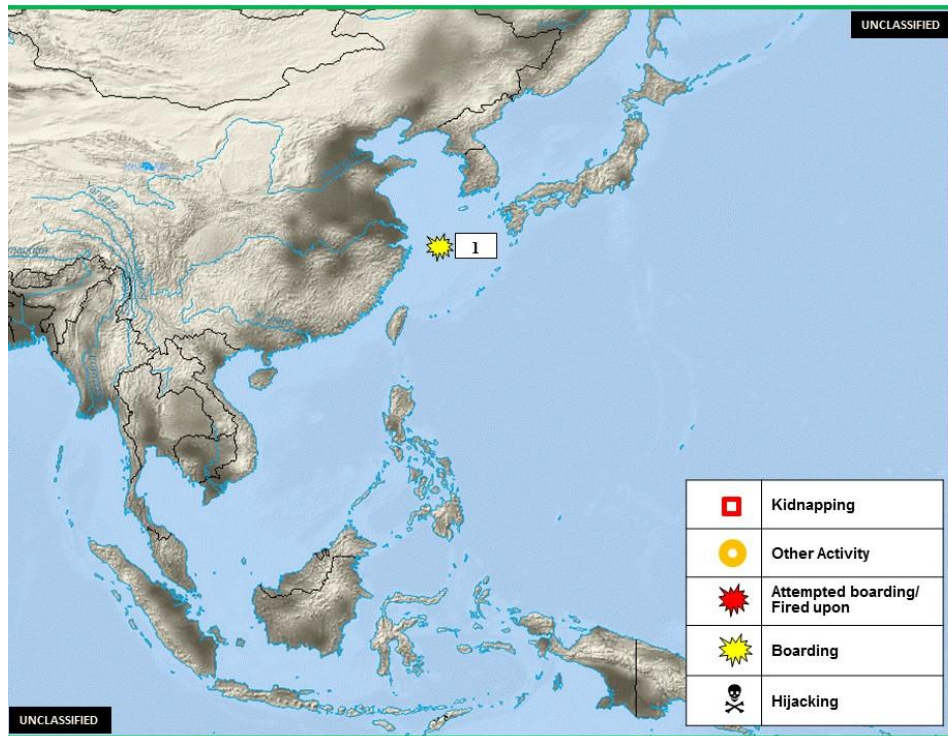 UNCLASSIFIED
1
Kidnapping
Other Activity
Attempted boarding/
Fired upon
Boarding
Hijacking
UNCLASSIFIED